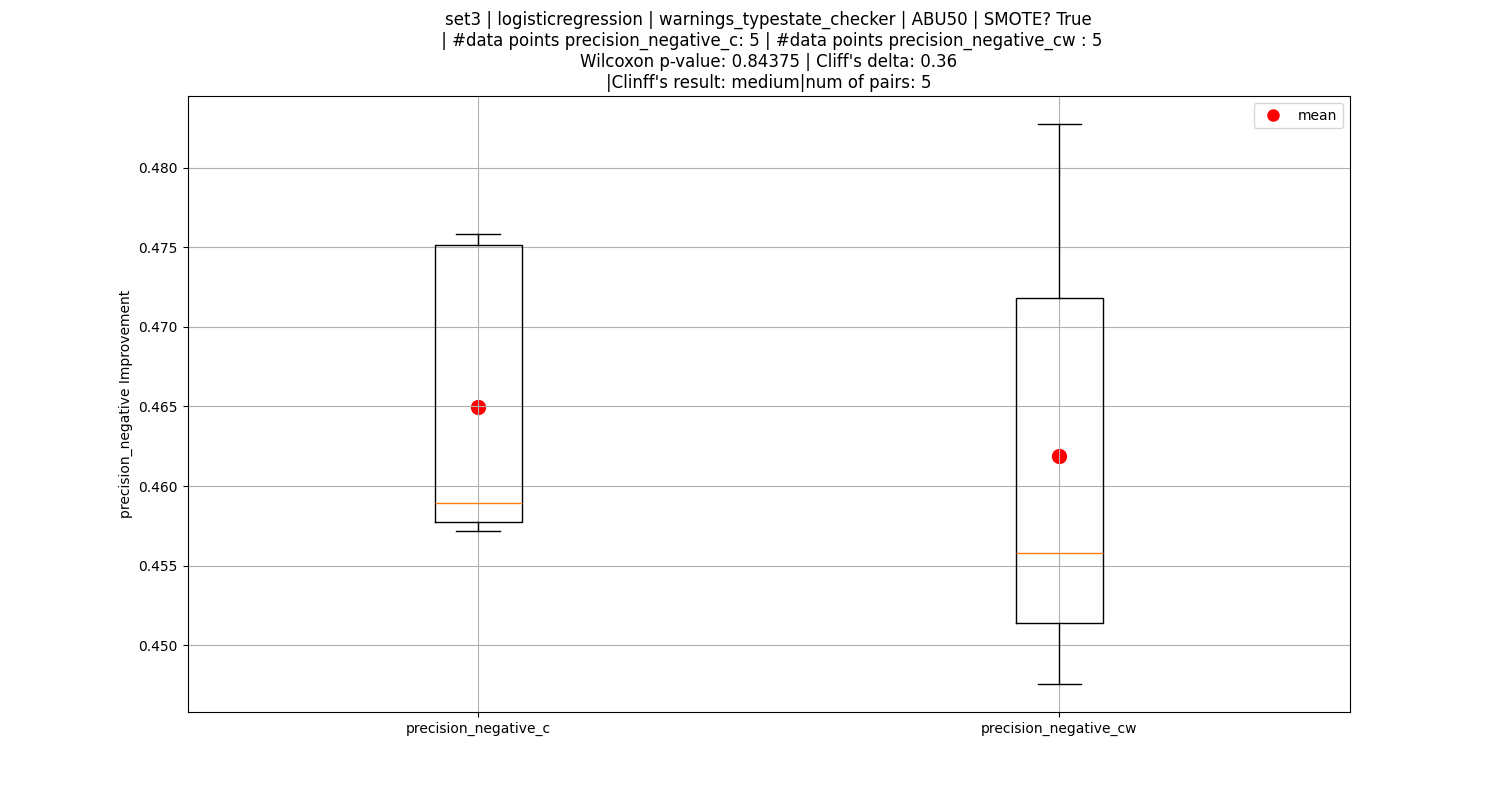 set3 | logisticregression | warnings_typestate_checker | ABU50 | SMOTE? True
| #data points precision_negative_c: 5 | #data points precision_negative_cw : 5
Wilcoxon p-value: 0.84375 | Cliff's delta: 0.36
|Clinff's result: medium|num of pairs: 5
mean
0.480
0.475
0.470
0.465
0.460
0.455
0.450
precision_negative Improvement
precision_negative_c
precision_negative_cw